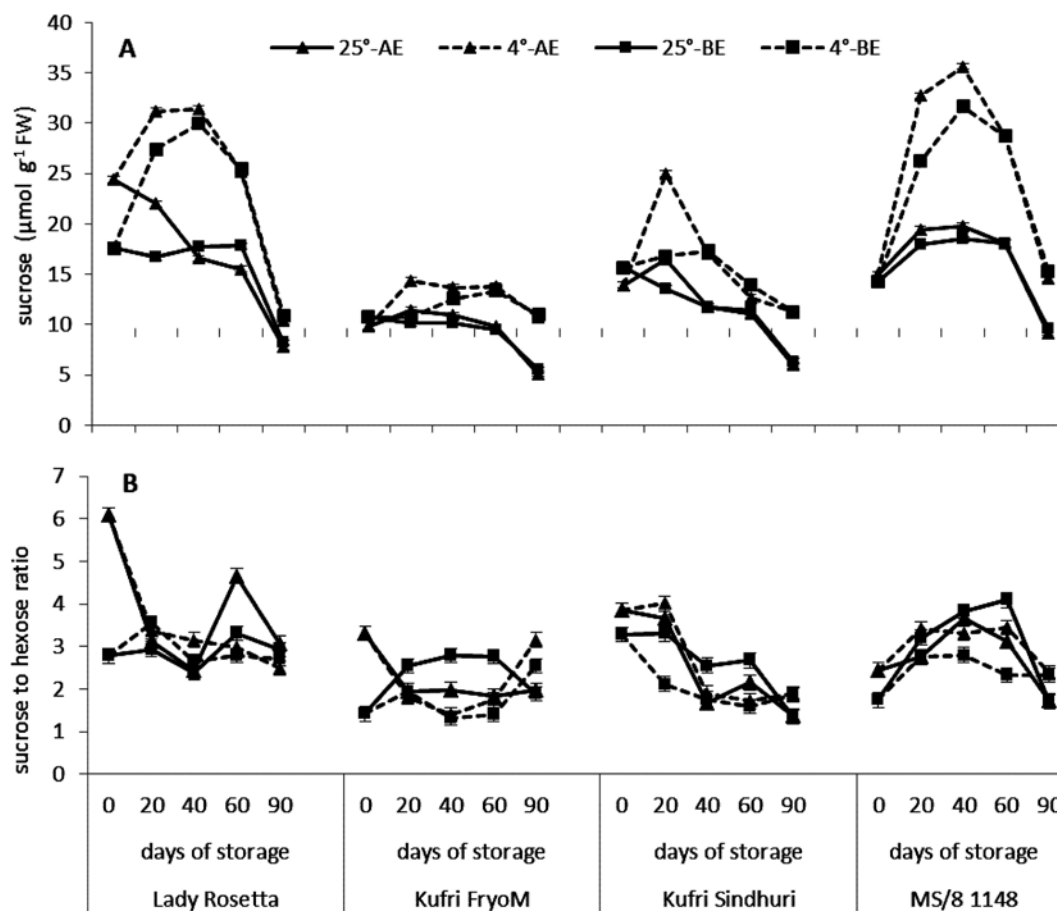 A
25°-AE 4°-AE 25°-BE 4°-BE
sucrose (µmol g-1 FW)
40
35
30
25
20
15
10
5
0
B
sucrose to hexose ratio
7
6
5
4
3
2
1
0
0 20 40 60 90 0 20 40 60 90 0 20 40 60 90 0 20 40 60 90
days of storage days of storage days of storage days of storage
Lady Rosetta Kufri FryoM Kufri Sindhuri MS/8 1148